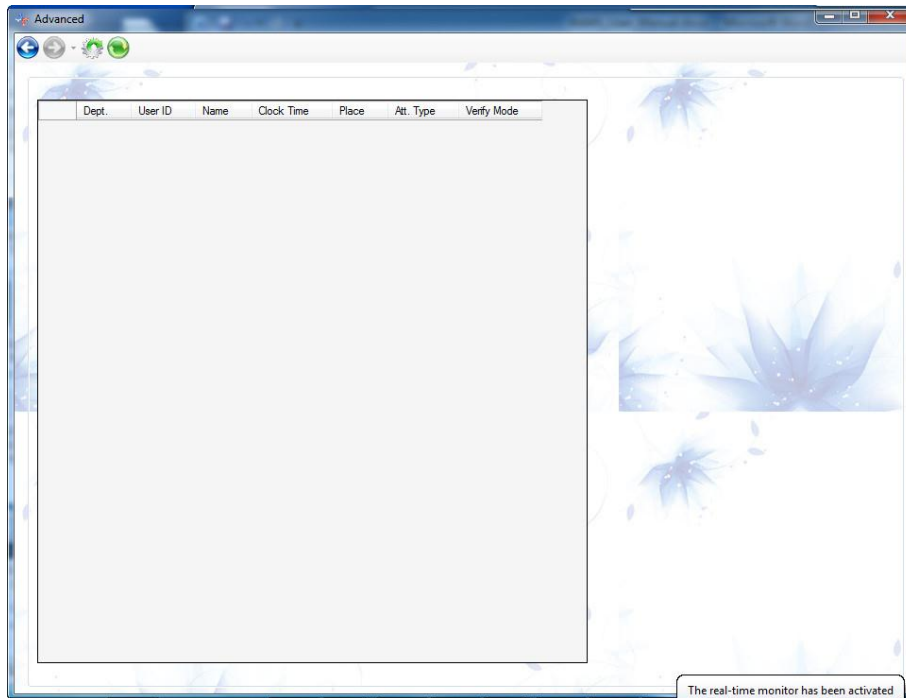 Advanced
Dept. User ID Name Clock Time Place Att. Type Verify Mode
The real-time monitor has been activated